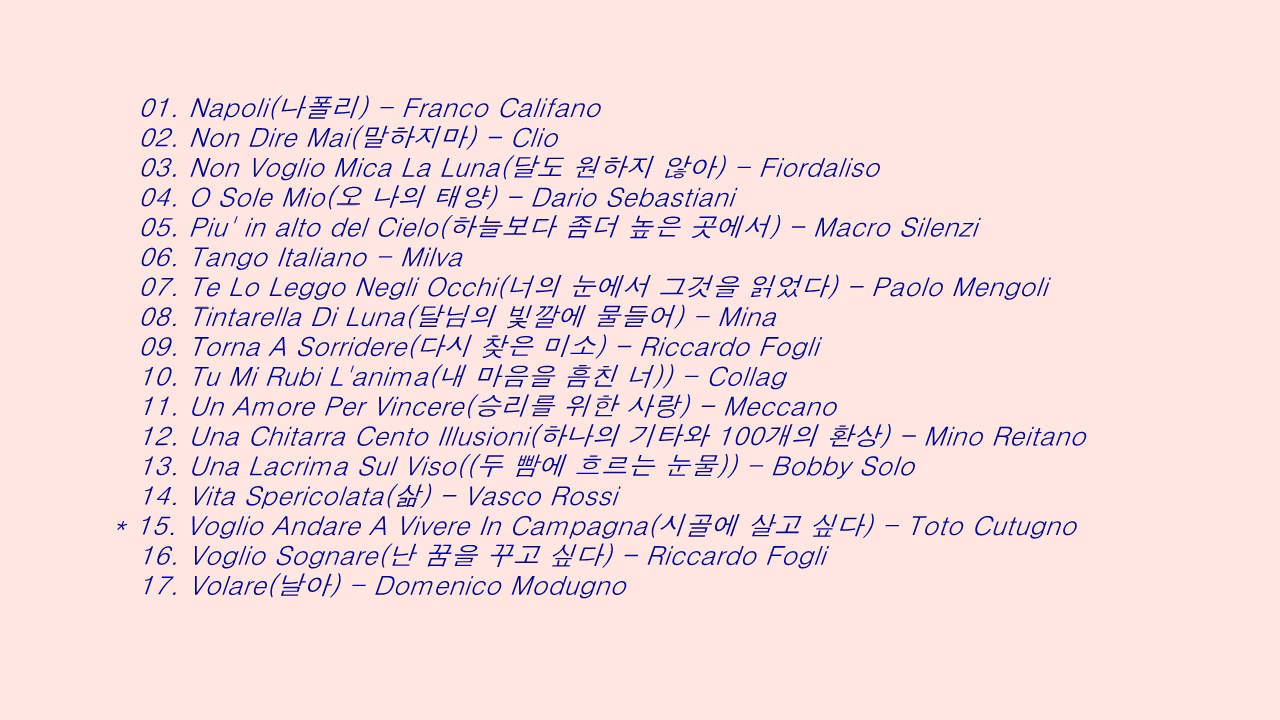 01. Napoli(나폴리) - Franco Califano
02. Non Dire Mai(말하지마) - Clio
03. Non Voglio Mica La Luna(달도 원하지 않아) - Fiordaliso
04. O Sole Mio(오 나의 태양) - Dario Sebastiani
05. Piu' in alto del Cielo(하늘보다 좀더 높은 곳에서) - Macro Silenzi
06. Tango Italiano - Milva
07. Te Lo Leggo Negli Occhi(너의 눈에서 그것을 읽었다) - Paolo Mengoli
08. Tintarella Di Luna(달님의 빛깔에 물들어) - Mina
09. Torna A Sorridere(다시 찾은 미소) - Riccardo Fogli
10. Tu Mi Rubi L'anima(내 마음을 흠친 너)) - Collag
11. Un Amore Per Vincere(승리를 위한 사랑) - Meccano
12. Una Chitarra Cento Illusioni(하나의 기타와 100개의 환상) - Mino Reitano
13. Una Lacrima Sul Viso((두 빰에 흐르는 눈물)) - Bobby Solo
14. Vita Spericolata(삶) - Vasco Rossi
* 15. Voglio Andare A Vivere In Campagna(시골에 살고 싶다) - Toto Cutugno
16. Voglio Sognare(난 꿈을 꾸고 싶다) - Riccardo Fogli
17. Volare(날아) - Domenico Modugno